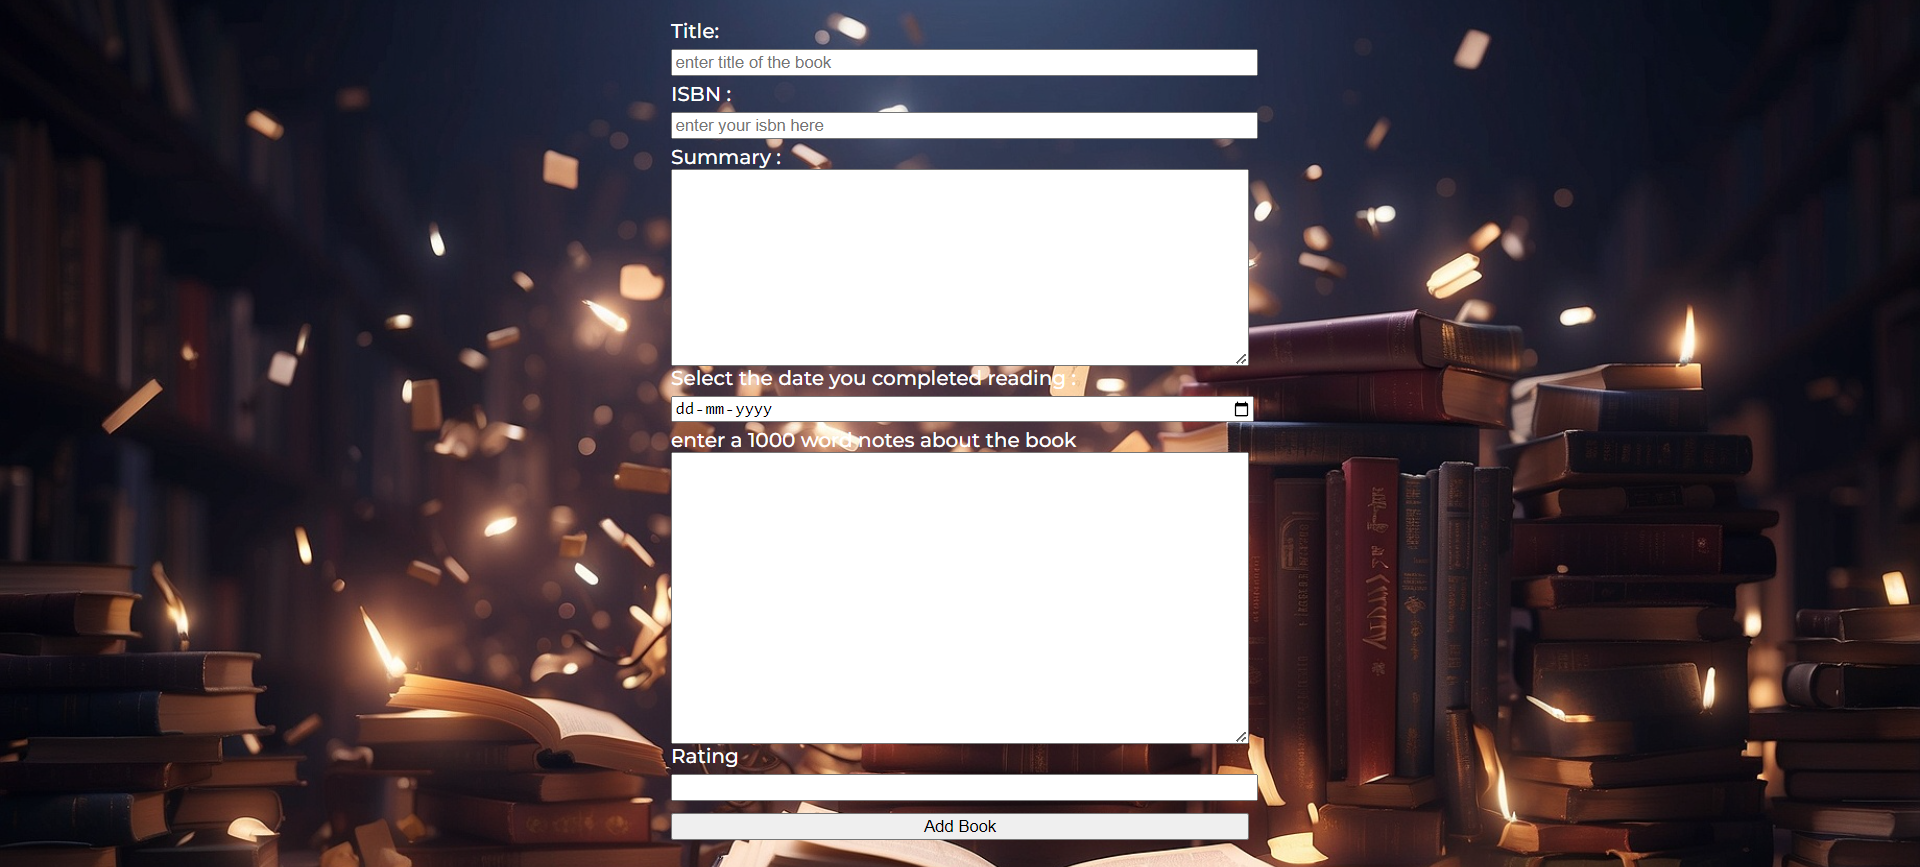 Title:
enter title of the book
ISBN :
enter your isbn here
Summary :
Select the date you completed reading :
dd-mm-yyyy
enter a 1000 word notes about the book
Rating
Add Book